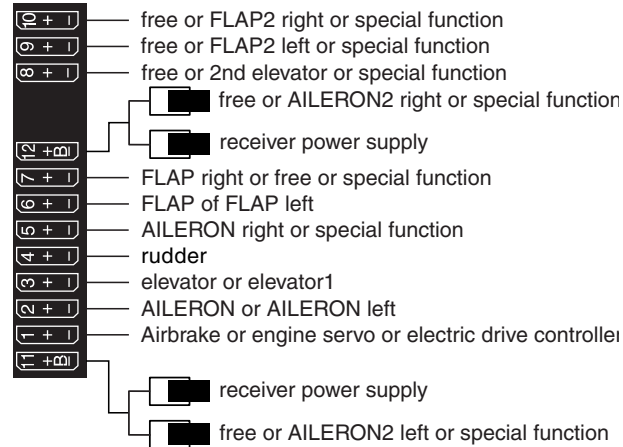 10 + – free or FLAP2 right or special function
9 + – free or FLAP2 left or special function
8 + – free or 2nd elevator or special function
free or AILERON2 right or special function
12 +B– receiver power supply
7 + – FLAP right or free or special function
6 + – FLAP of FLAP left
5 + – AILERON right or special function
4 + – rudder
3 + – elevator or elevator1
2 + – AILERON or AILERON left
1 + – Airbrake or engine servo or electric drive controller
11 +B–
receiver power supply
free or AILERON2 left or special function